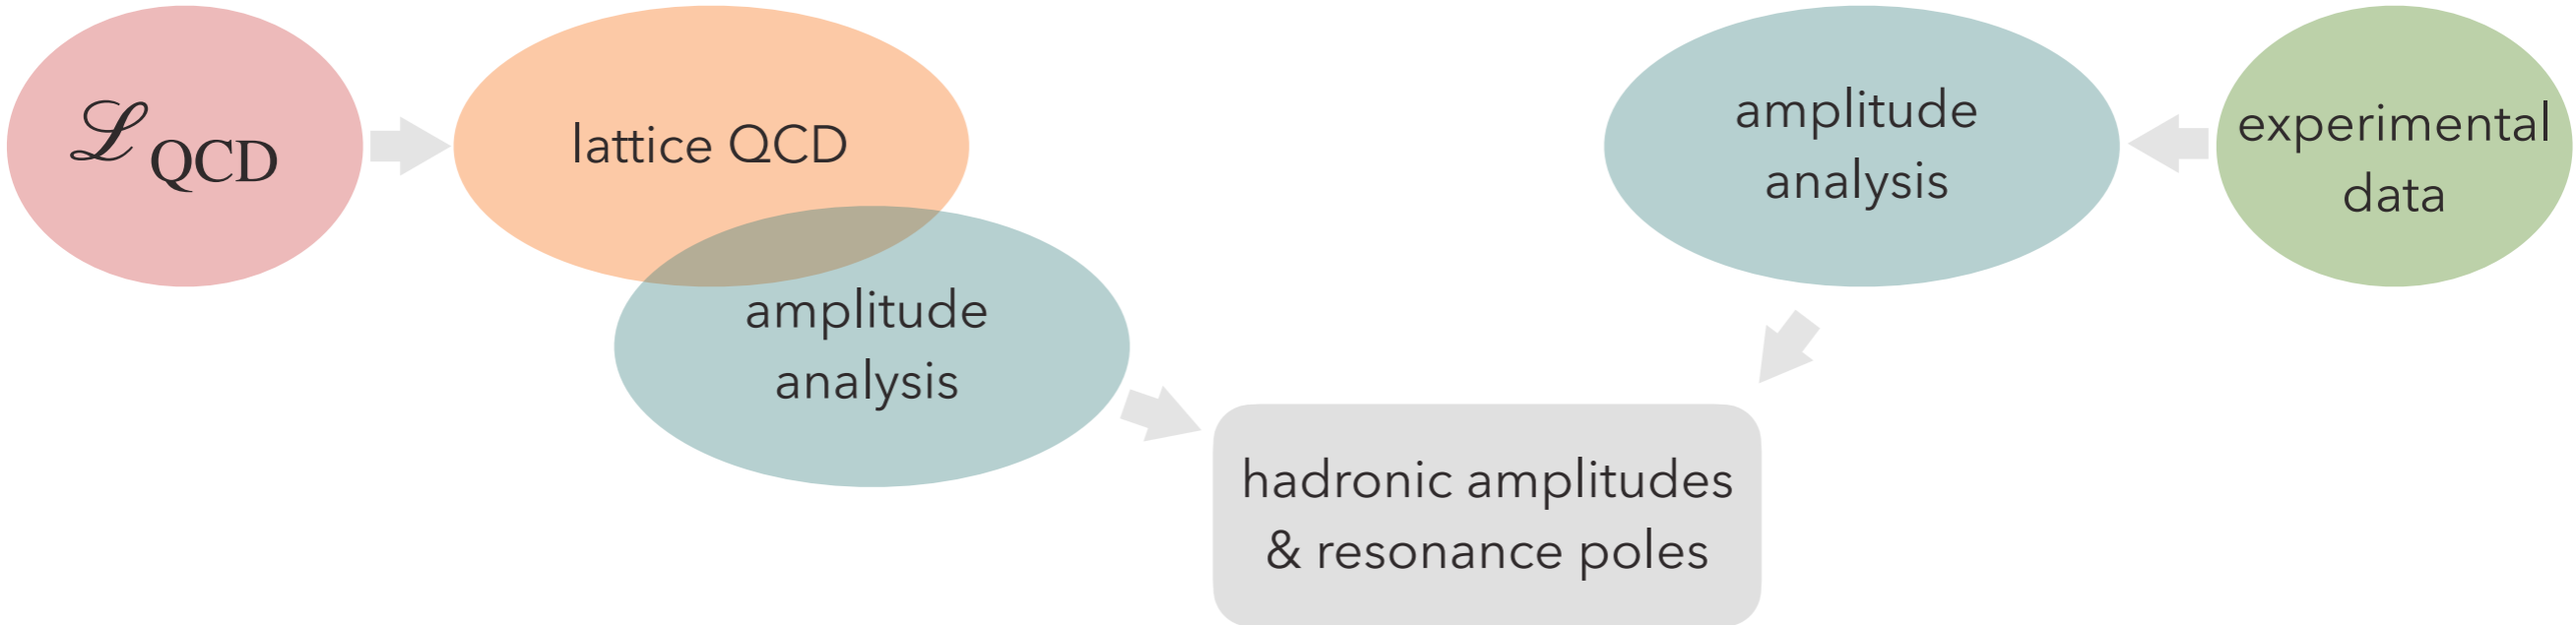 ℒ QCD
lattice QCD
amplitude
analysis
amplitude
analysis
experimental
data
hadronic amplitudes
& resonance poles